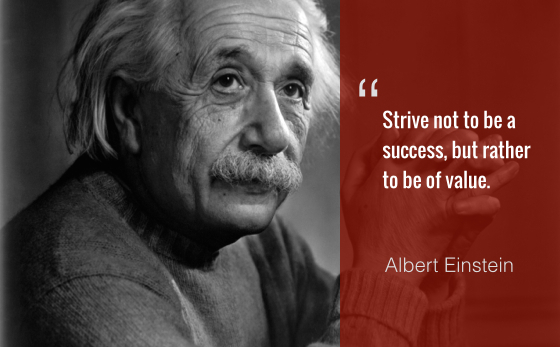 “
Strive not to be a
success, but rather
to be of value.
Albert Einstein